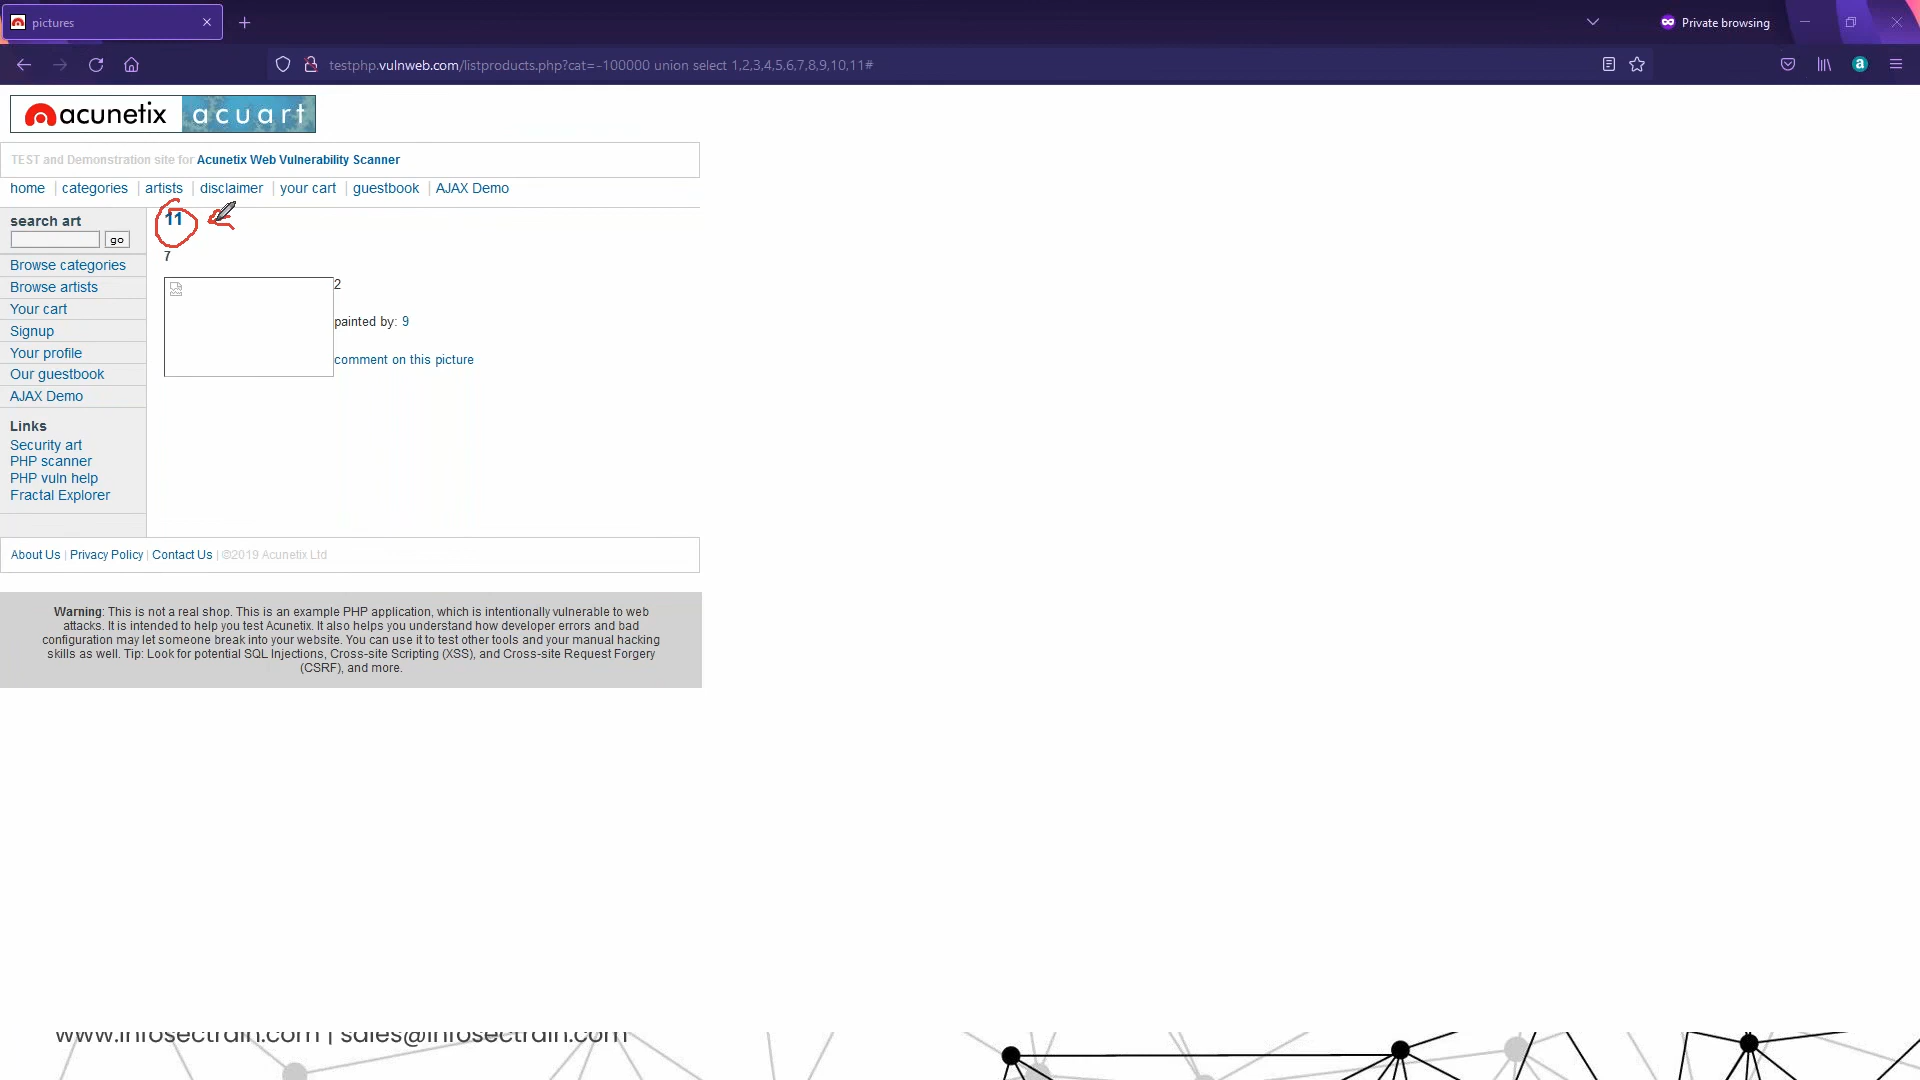 pictures
Private browsing
testphp.vulnweb.com/listproducts.php?cat=-100000 union select 1,2,3,4,5,6,7,8,9,10,11#
acunetix acuart
TEST and Demonstration site for Acunetix Web Vulnerability Scanner
home | categories | artists | disclaimer | your cart | guestbook | AJAX Demo
search art
go
Browse categories
Browse artists
Your cart
Signup
Your profile
Our guestbook
AJAX Demo
Links
Security art
PHP scanner
PHP vuln help
Fractal Explorer
11
7
2
painted by: 9
comment on this picture
About Us | Privacy Policy | Contact Us | ©2019 Acunetix Ltd
Warning: This is not a real shop. This is an example PHP application, which is intentionally vulnerable to web
attacks. It is intended to help you test Acunetix. It also helps you understand how developer errors and bad
configuration may let someone break into your website. You can use it to test other tools and your manual hacking
skills as well. Tip: Look for potential SQL Injections, Cross-site Scripting (XSS), and Cross-site Request Forgery
(CSRF), and more.
www.infosectrain.com | sales@infosectrain.com